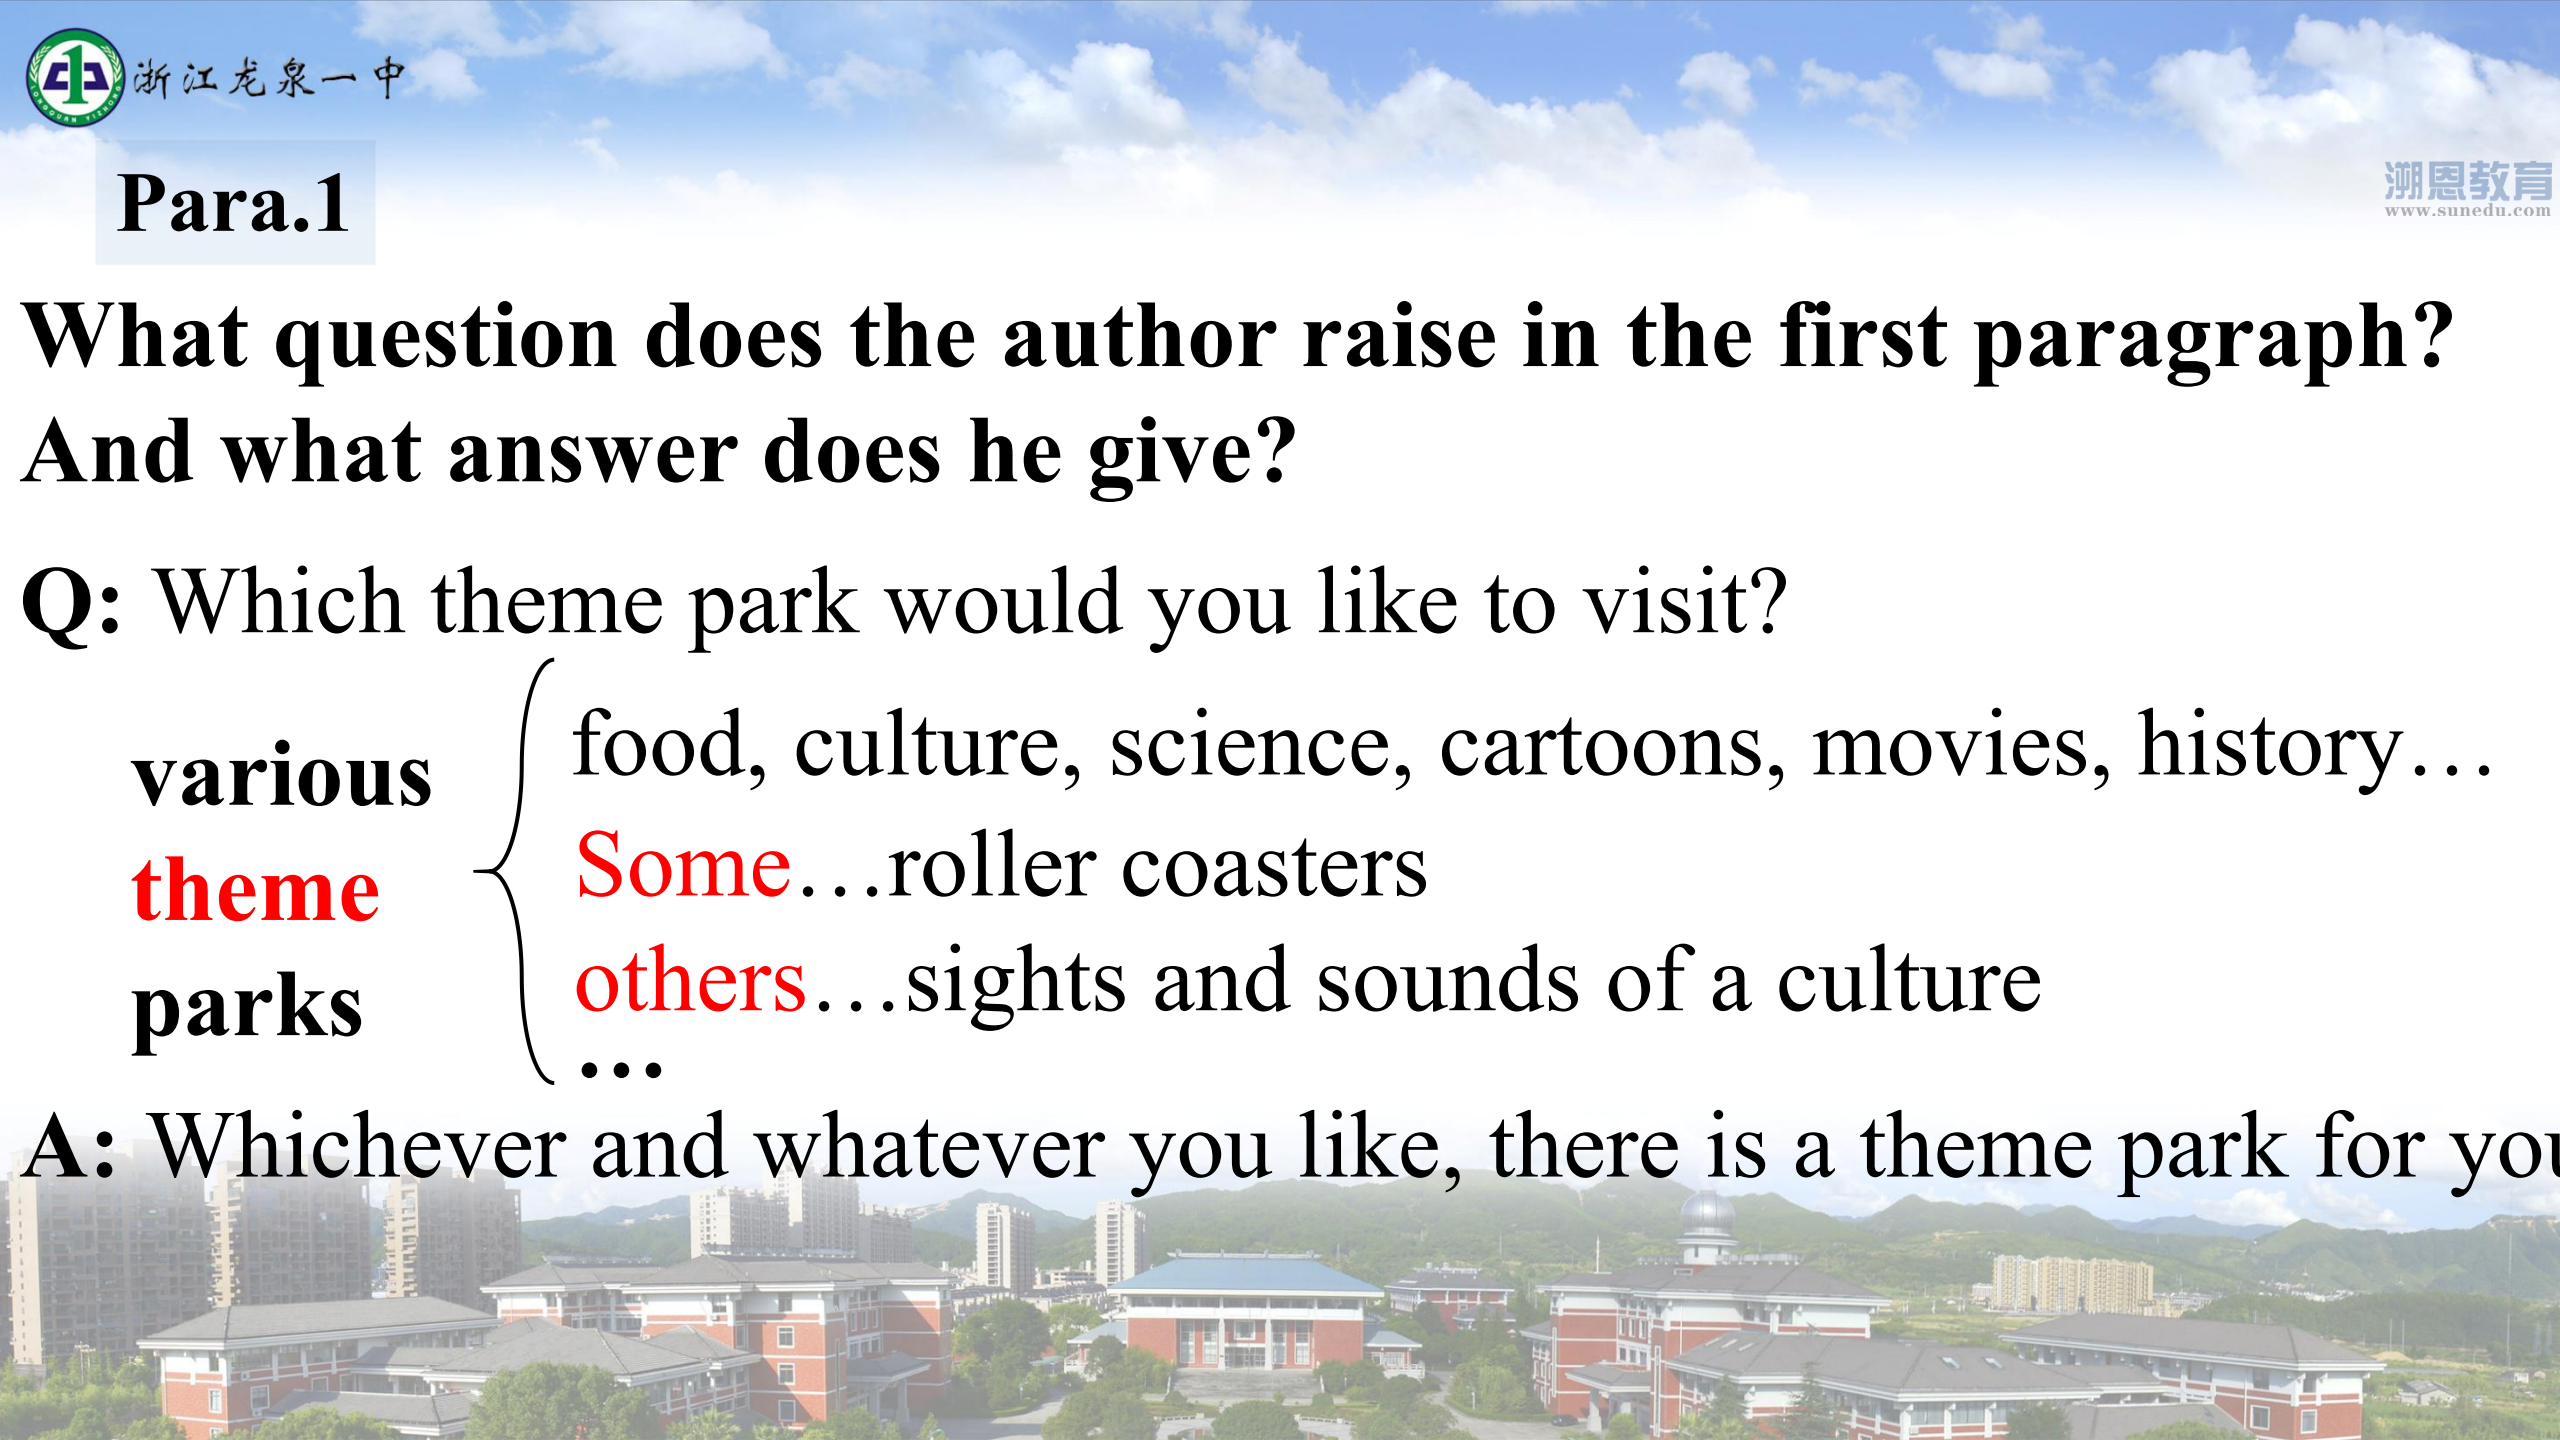 浙江龙泉一中
LONGQUAN YIZHONG
Para.1
溯恩教育
www.sunedu.com
What question does the author raise in the first paragraph?
And what answer does he give?
Q: Which theme park would you like to visit?
food, culture, science, cartoons, movies, history…
various
Some…roller coasters
theme
others…sights and sounds of a culture
parks
…
A: Whichever and whatever you like, there is a theme park for you